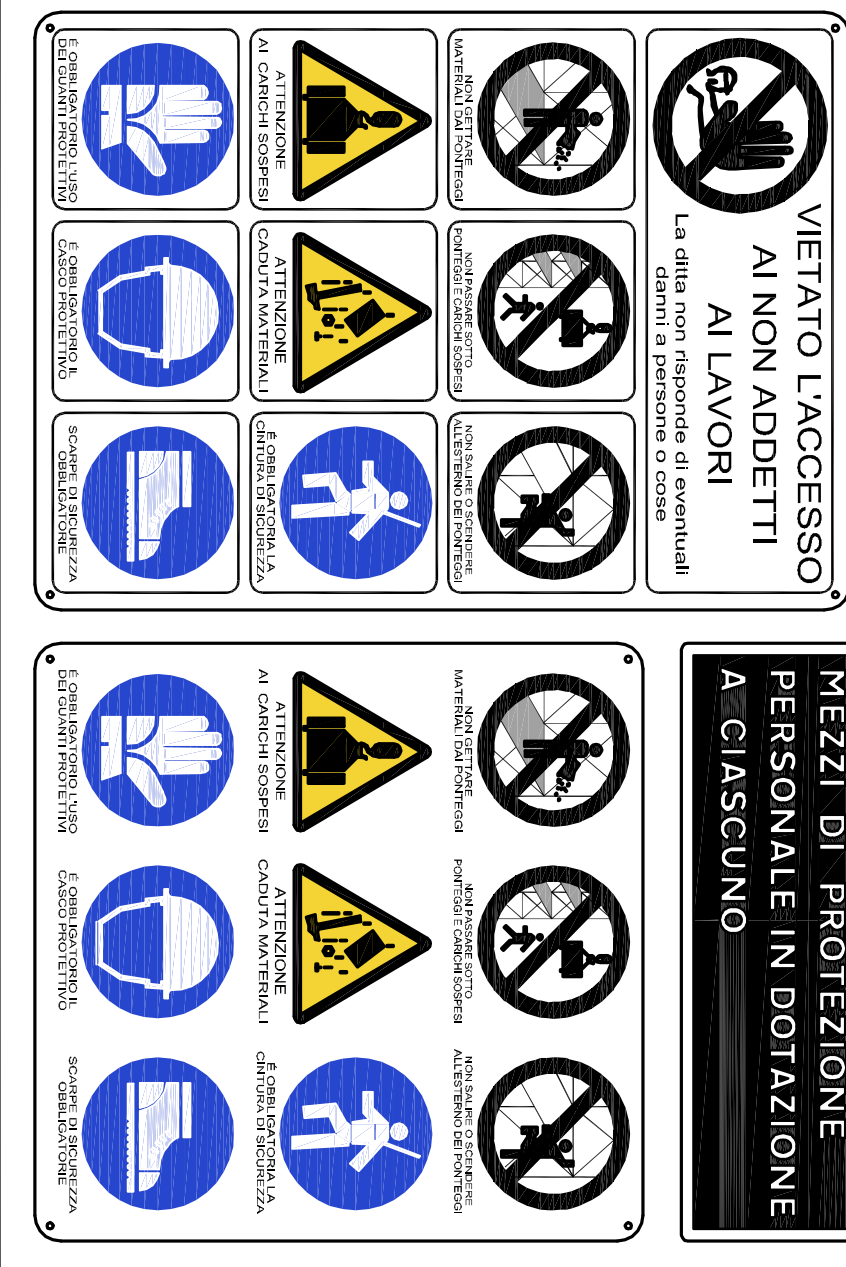 VIETATO L'ACCESSO
AI NON ADDETTI
AI LAVORI
La ditta non risponde di eventuali
danni a persone o cose
NON GETTARE
MATERIALI DAI PONTEGGI
NON PASSARE SOTTO
PONTEGGI E CARICHI SOSPESI
NON SALIRE O SCENDERE
ALL'ESTERNO DEI PONTEGGI
ATTENZIONE
AI CARICHI SOSPESI
ATTENZIONE
CADUTA MATERIALI
É OBBLIGATORIA LA
CINTURA DI SICUREZZA
É OBBLIGATORIO L'USO
DEI GUANTI PROTETTIVI
É OBBLIGATORIO IL
CASCO PROTETTIVO
SCARPE DI SICUREZZA
OBBLIGATORIE
NON GETTARE
MATERIALI DAI PONTEGGI
NON PASSARE SOTTO
PONTEGGI E CARICHI SOSPESI
NON SALIRE O SCENDERE
ALL'ESTERNO DEI PONTEGGI
ATTENZIONE
AI CARICHI SOSPESI
ATTENZIONE
CADUTA MATERIALI
É OBBLIGATORIA LA
CINTURA DI SICUREZZA
É OBBLIGATORIO L'USO
DEI GUANTI PROTETTIVI
É OBBLIGATORIO IL
CASCO PROTETTIVO
SCARPE DI SICUREZZA
OBBLIGATORIE
MEZZI DI PROTEZIONE
PERSONALE IN DOTAZIONE
A CIASCUNO